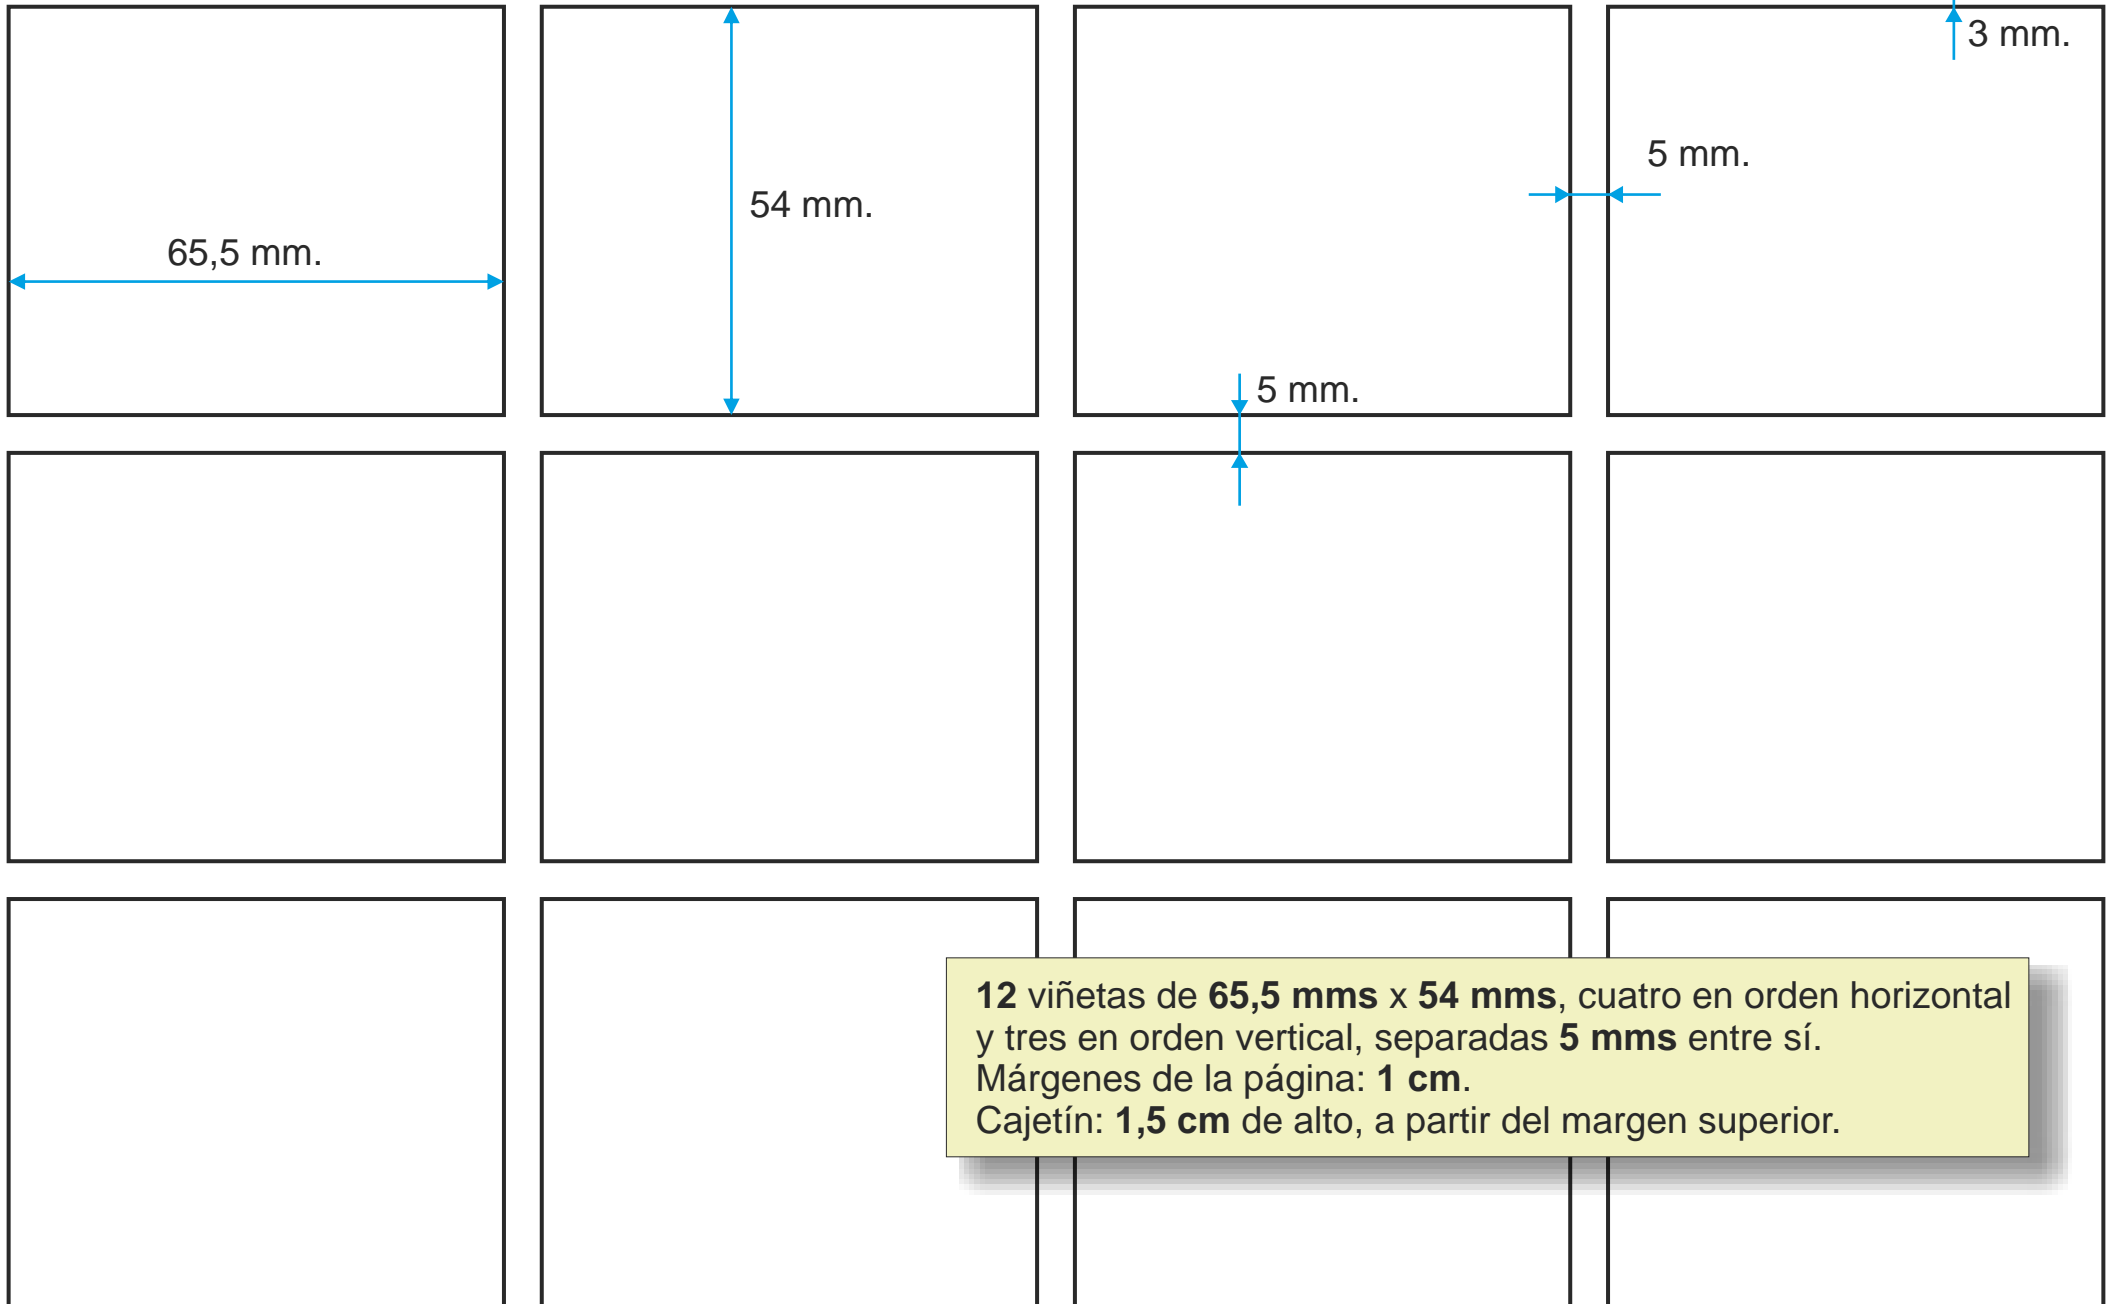 3 mm.
5 mm.
54 mm.
65,5 mm.
5 mm.
12 viñetas de 65,5 mms x 54 mms, cuatro en orden horizontal
y tres en orden vertical, separadas 5 mms entre sí.
Márgenes de la página: 1 cm.
Cajetín: 1,5 cm de alto, a partir del margen superior.